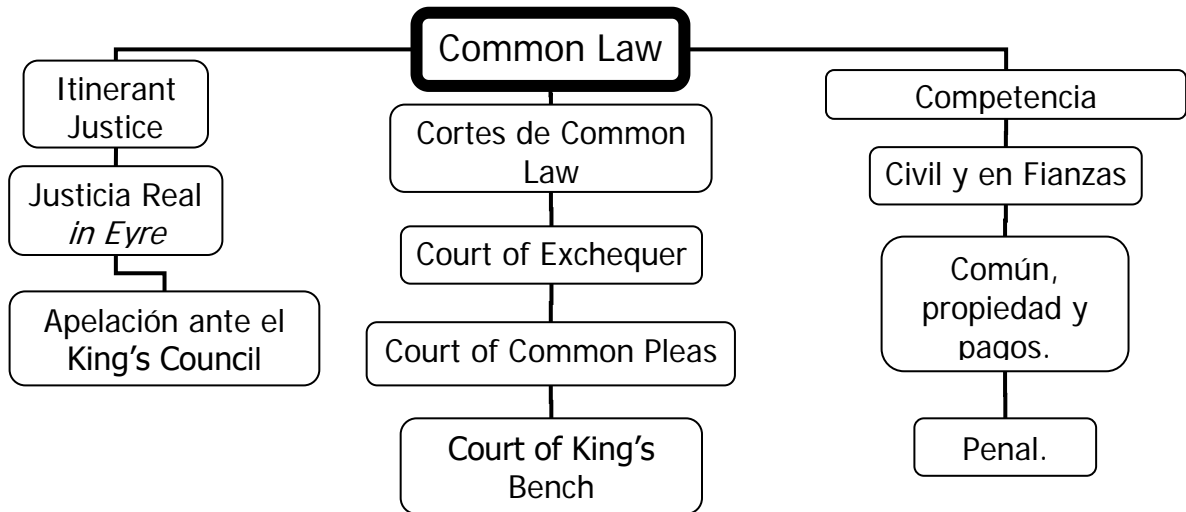 Common Law
Itinerant
Justice
Justicia Real
in Eyre
Apelación ante el
King's Council
Cortes de Common
Law
Court of Exchequer
Court of Common Pleas
Court of King's
Bench
Competencia
Civil y en Fianzas
Común,
propiedad y
pagos.
Penal.